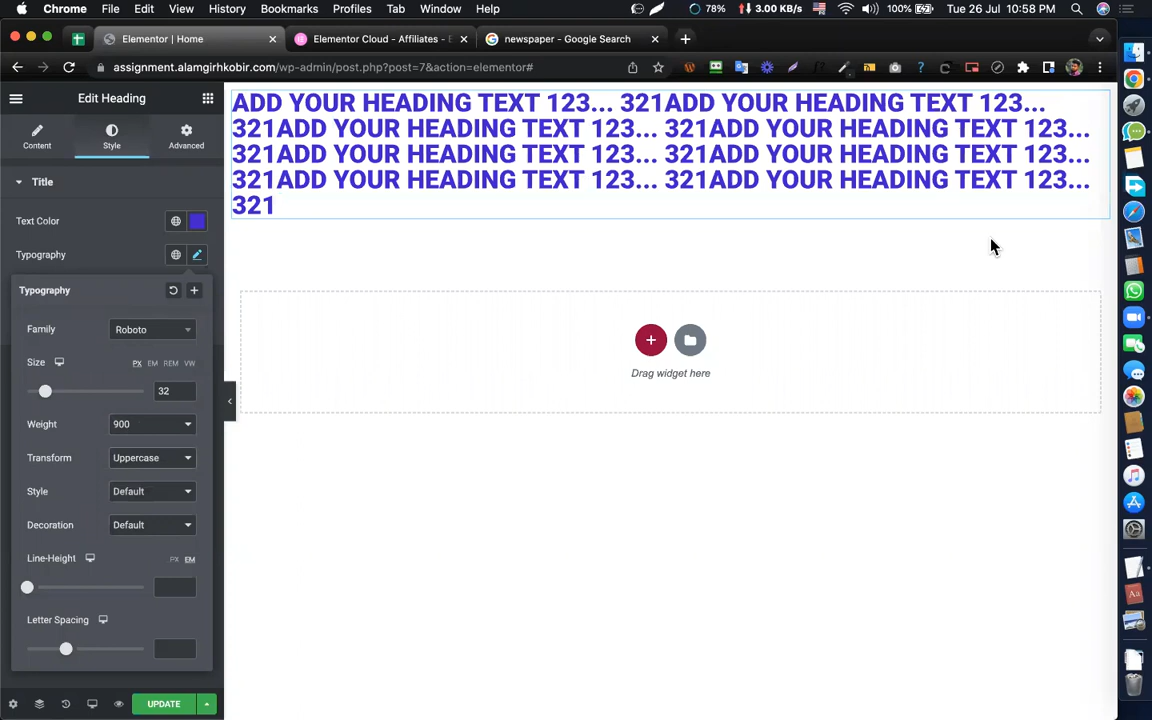 Chrome File Edit View History Bookmarks Profiles Tab Window Help 78% 3.00 KB/s 100% Tue 26 Jul 10:58 PM
Elementor | Home Elementor Cloud - Affiliates - E newspaper - Google Search
assignment.alamgirhkobir.com/wp-admin/post.php?post=7&action=elementor#
Edit Heading
Content Style Advanced
Title
Text Color
Typography
Typography
Family Roboto
Size PX EM REM VW
32
Weight 900
Transform Uppercase
Style Default
Decoration Default
Line-Height PX EM
Letter Spacing
UPDATE
ADD YOUR HEADING TEXT 123... 321ADD YOUR HEADING TEXT 123...
321ADD YOUR HEADING TEXT 123... 321ADD YOUR HEADING TEXT 123...
321ADD YOUR HEADING TEXT 123... 321ADD YOUR HEADING TEXT 123...
321ADD YOUR HEADING TEXT 123... 321ADD YOUR HEADING TEXT 123...
321
Drag widget here